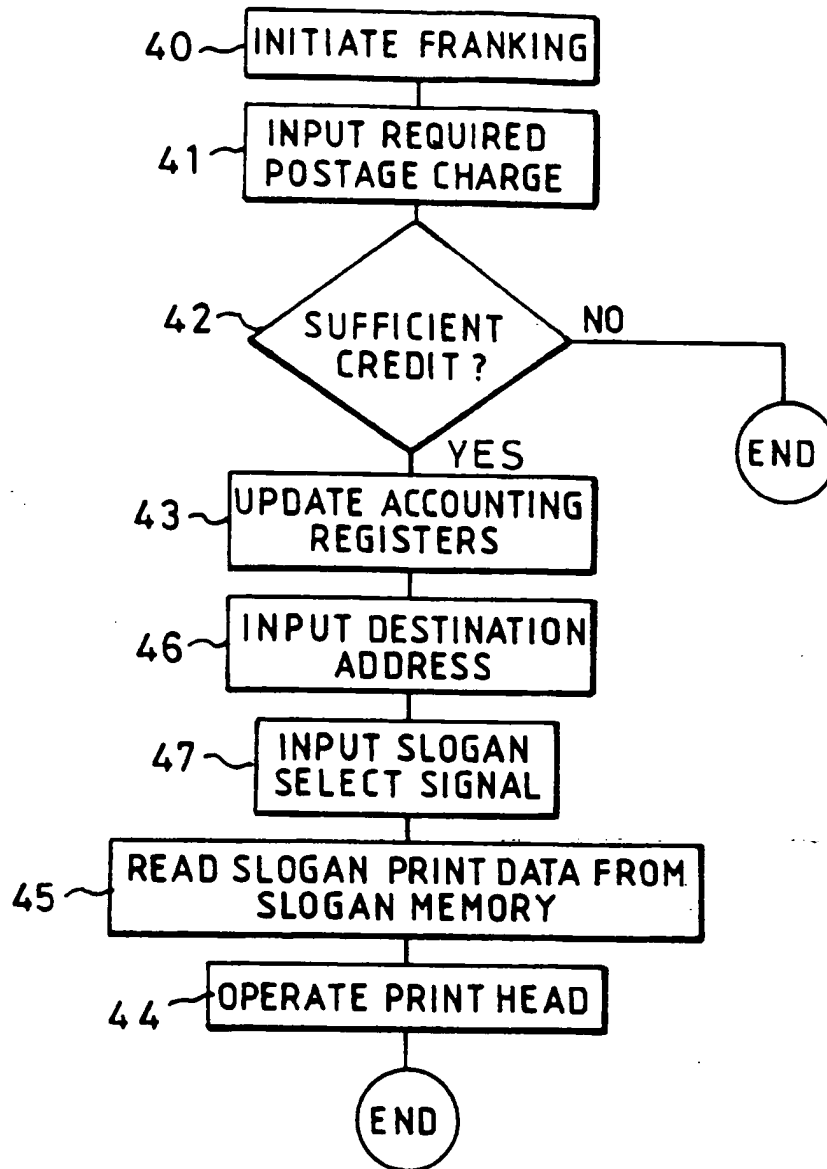 40 INITIATE FRANKING
41 INPUT REQUIRED
POSTAGE CHARGE
42 SUFFICIENT
CREDIT ?
NO
END
YES
43 UPDATE ACCOUNTING
REGISTERS
46 INPUT DESTINATION
ADDRESS
47 INPUT SLOGAN
SELECT SIGNAL
45 READ SLOGAN PRINT DATA FROM
SLOGAN MEMORY
44 OPERATE PRINT HEAD
END